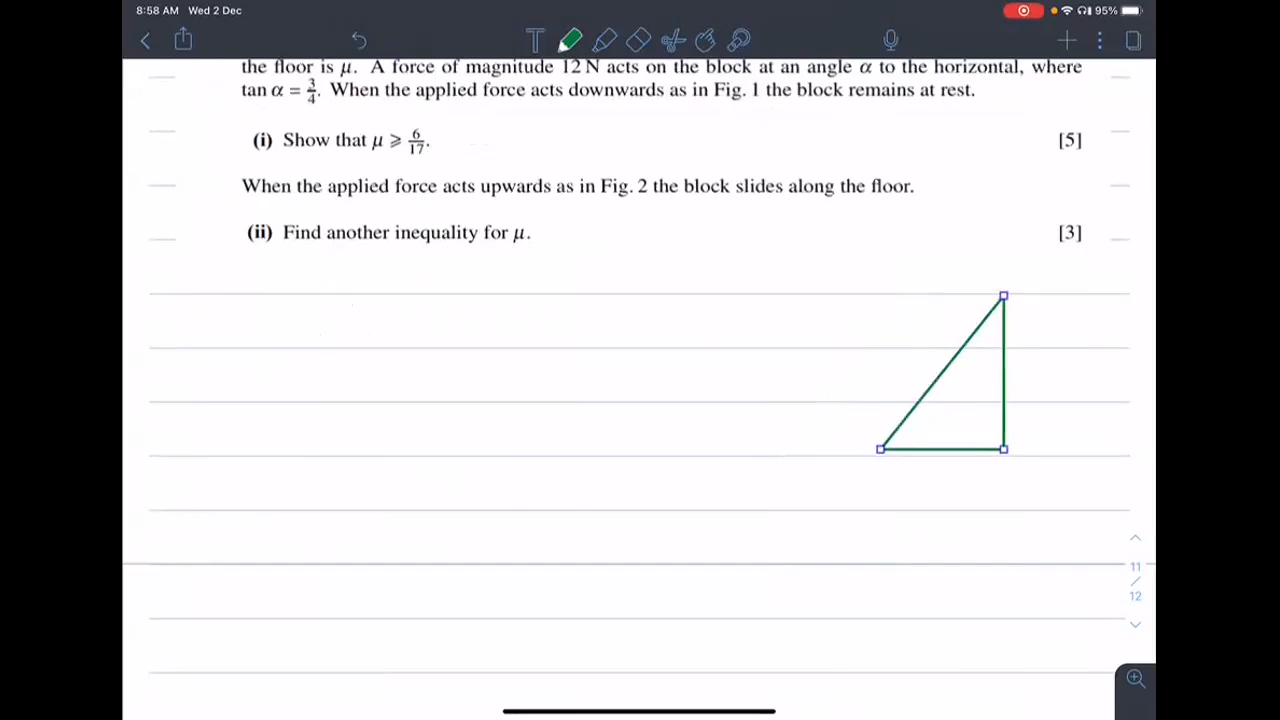 8:58 AM Wed 2 Dec
95%
T
the floor is μ. A force of magnitude 12 N acts on the block at an angle α to the horizontal, where
tan α = 3/4. When the applied force acts downwards as in Fig. 1 the block remains at rest.
(i) Show that μ ⩾ 6/17. [5]
When the applied force acts upwards as in Fig. 2 the block slides along the floor.
(ii) Find another inequality for μ. [3]
11
/
12